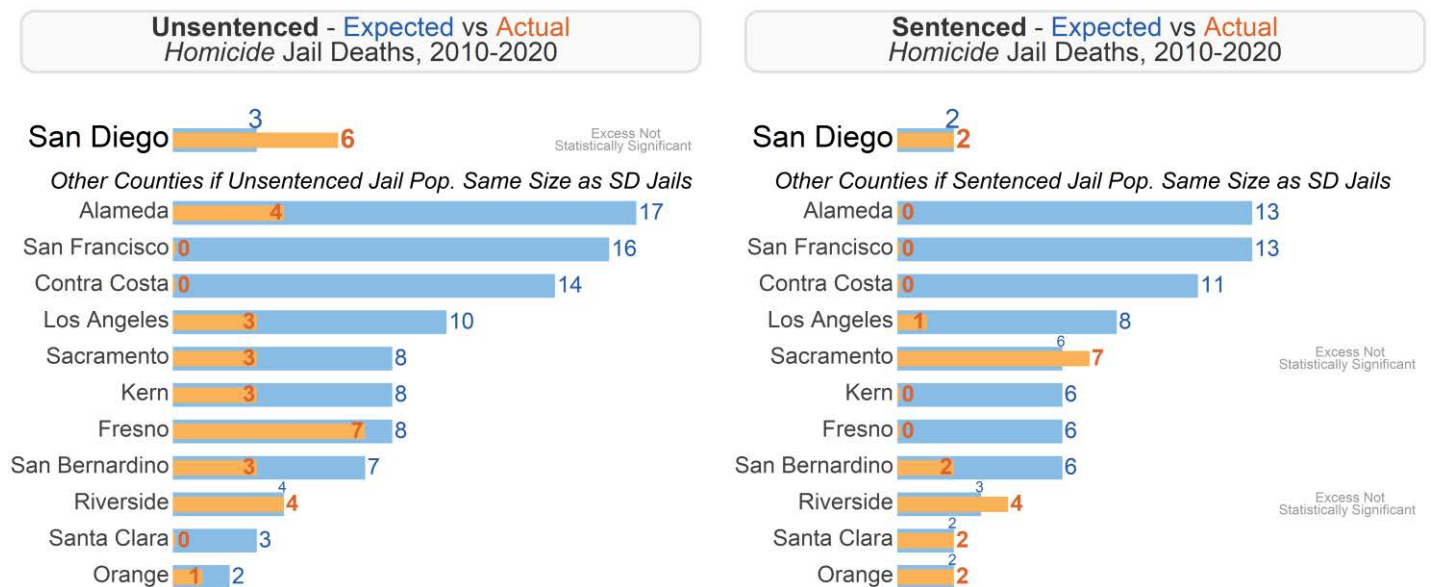 Unsentenced - Expected vs Actual
Homicide Jail Deaths, 2010-2020
San Diego 3 6 Excess Not
Statistically Significant
Other Counties if Unsentenced Jail Pop. Same Size as SD Jails
Alameda 4 17
San Francisco 0 16
Contra Costa 0 14
Los Angeles 3 10
Sacramento 3 8
Kern 3 8
Fresno 7 8
San Bernardino 3 7
Riverside 4 4
Santa Clara 0 3
Orange 1 2
Sentenced - Expected vs Actual
Homicide Jail Deaths, 2010-2020
San Diego 2 2
Other Counties if Sentenced Jail Pop. Same Size as SD Jails
Alameda 0 13
San Francisco 0 13
Contra Costa 0 11
Los Angeles 1 8
Sacramento 6 7 Excess Not
Statistically Significant
Kern 0 6
Fresno 0 6
San Bernardino 2 6
Riverside 3 4 Excess Not
Statistically Significant
Santa Clara 2 2
Orange 2 2